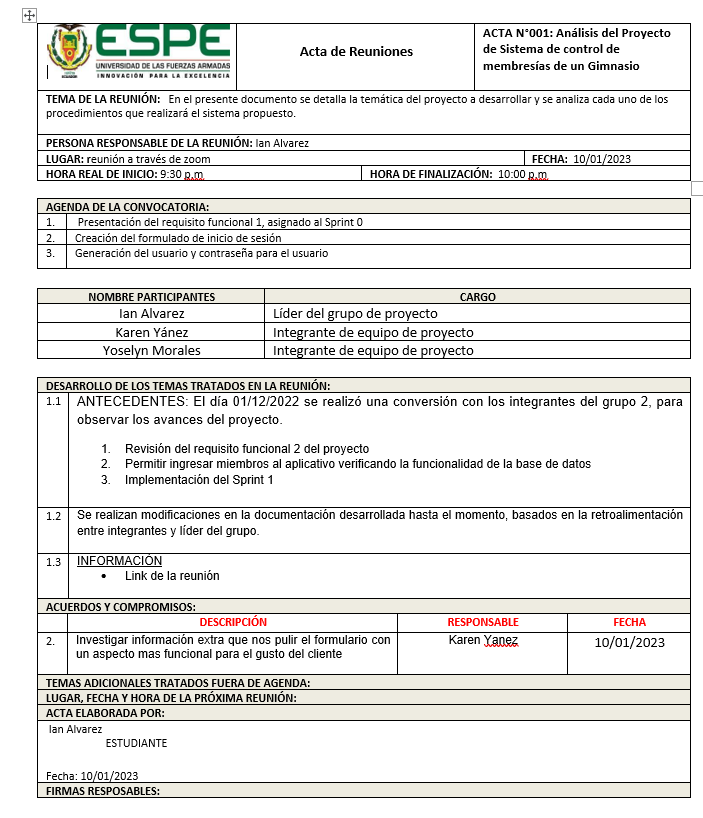 ESPE
UNIVERSIDAD DE LAS FUERZAS ARMADAS
INNOVACIÓN PARA LA EXCELENCIA
Acta de Reuniones
ACTA N°001: Análisis del Proyecto
de Sistema de control de
membresías de un Gimnasio
TEMA DE LA REUNIÓN: En el presente documento se detalla la temática del proyecto a desarrollar y se analiza cada uno de los
procedimientos que realizará el sistema propuesto.
PERSONA RESPONSABLE DE LA REUNIÓN: Ian Alvarez
LUGAR: reunión a través de zoom
FECHA: 10/01/2023
HORA REAL DE INICIO: 9:30 p.m
HORA DE FINALIZACIÓN: 10:00 p.m
AGENDA DE LA CONVOCATORIA:
1. Presentación del requisito funcional 1, asignado al Sprint 0
2. Creación del formulado de inicio de sesión
3. Generación del usuario y contraseña para el usuario
NOMBRE PARTICIPANTES CARGO
Ian Alvarez Líder del grupo de proyecto
Karen Yánez Integrante de equipo de proyecto
Yoselyn Morales Integrante de equipo de proyecto
DESARROLLO DE LOS TEMAS TRATADOS EN LA REUNIÓN:
1.1 ANTECEDENTES: El día 01/12/2022 se realizó una conversión con los integrantes del grupo 2, para
observar los avances del proyecto.
1. Revisión del requisito funcional 2 del proyecto
2. Permitir ingresar miembros al aplicativo verificando la funcionalidad de la base de datos
3. Implementación del Sprint 1
1.2 Se realizan modificaciones en la documentación desarrollada hasta el momento, basados en la retroalimentación
entre integrantes y líder del grupo.
1.3 INFORMACIÓN
• Link de la reunión
ACUERDOS Y COMPROMISOS:
DESCRIPCIÓN RESPONSABLE FECHA
2. Investigar información extra que nos pulir el formulario con
un aspecto mas funcional para el gusto del cliente
Karen Yanez
10/01/2023
TEMAS ADICIONALES TRATADOS FUERA DE AGENDA:
LUGAR, FECHA Y HORA DE LA PRÓXIMA REUNIÓN:
ACTA ELABORADA POR:
Ian Alvarez
ESTUDIANTE
Fecha: 10/01/2023
FIRMAS RESPOSABLES: